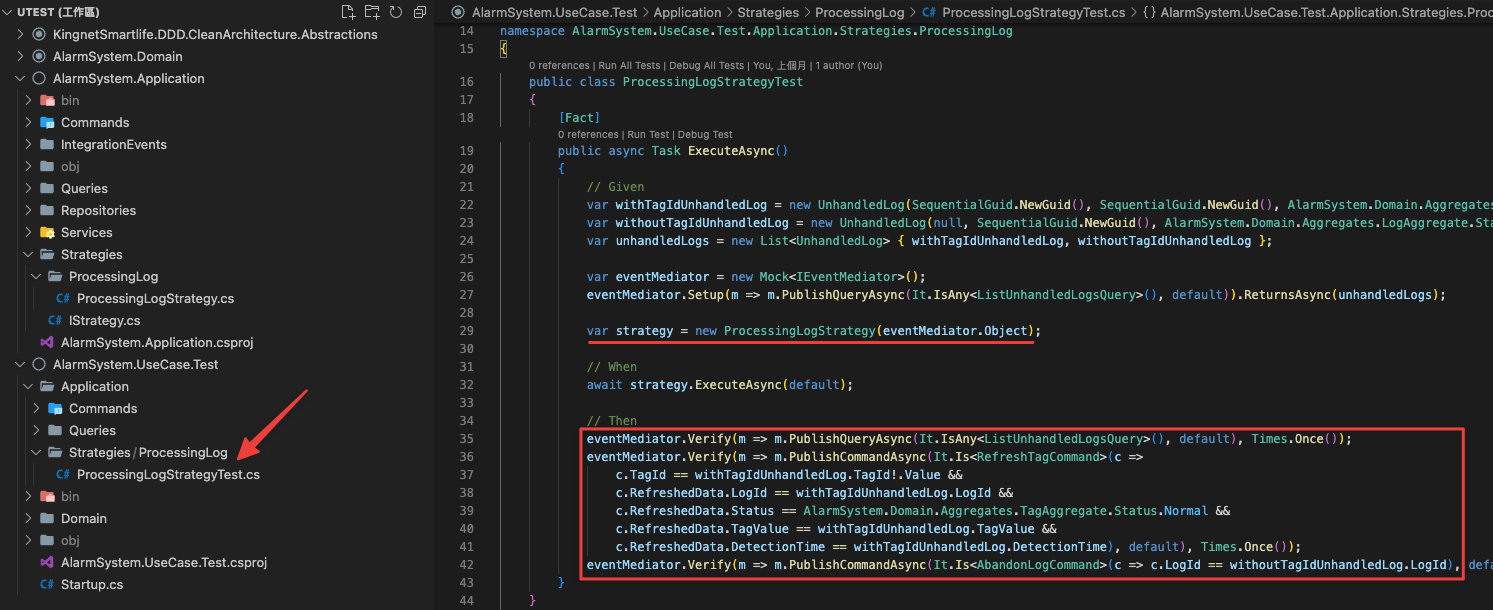 UTEST (工作區)
KingnetSmartlife.DDD.CleanArchitecture.Abstractions
AlarmSystem.Domain
AlarmSystem.Application
bin
Commands
IntegrationEvents
obj
Queries
Repositories
Services
Strategies
ProcessingLog
C# ProcessingLogStrategy.cs
C# IStrategy.cs
AlarmSystem.Application.csproj
AlarmSystem.UseCase.Test
Application
Commands
Queries
Strategies/ProcessingLog
C# ProcessingLogStrategyTest.cs
bin
Domain
obj
AlarmSystem.UseCase.Test.csproj
C# Startup.cs
AlarmSystem.UseCase.Test > Application > Strategies > ProcessingLog > C# ProcessingLogStrategyTest.cs > {} AlarmSystem.UseCase.Test.Application.Strategies.Proc
14 namespace AlarmSystem.UseCase.Test.Application.Strategies.ProcessingLog
15 {
0 references | Run All Tests | Debug All Tests | You, 上個月 | 1 author (You)
16 public class ProcessingLogStrategyTest
17 {
18 [Fact]
0 references | Run Test | Debug Test
19 public async Task ExecuteAsync()
20 {
21 // Given
22 var withTagIdUnhandledLog = new UnhandledLog(SequentialGuid.NewGuid(), SequentialGuid.NewGuid(), AlarmSystem.Domain.Aggregates
23 var withoutTagIdUnhandledLog = new UnhandledLog(null, SequentialGuid.NewGuid(), AlarmSystem.Domain.Aggregates.LogAggregate.Sta
24 var unhandledLogs = new List<UnhandledLog> { withTagIdUnhandledLog, withoutTagIdUnhandledLog };
25
26 var eventMediator = new Mock<IEventMediator>();
27 eventMediator.Setup(m => m.PublishQueryAsync(It.IsAny<ListUnhandledLogsQuery>(), default)).ReturnsAsync(unhandledLogs);
28
29 var strategy = new ProcessingLogStrategy(eventMediator.Object);
30
31 // When
32 await strategy.ExecuteAsync(default);
33
34 // Then
35 eventMediator.Verify(m => m.PublishQueryAsync(It.IsAny<ListUnhandledLogsQuery>(), default), Times.Once());
36 eventMediator.Verify(m => m.PublishCommandAsync(It.Is<RefreshTagCommand>(c =>
37 c.TagId == withTagIdUnhandledLog.TagId!.Value &&
38 c.RefreshedData.LogId == withTagIdUnhandledLog.LogId &&
39 c.RefreshedData.Status == AlarmSystem.Domain.Aggregates.TagAggregate.Status.Normal &&
40 c.RefreshedData.TagValue == withTagIdUnhandledLog.TagValue &&
41 c.RefreshedData.DetectionTime == withTagIdUnhandledLog.DetectionTime), default), Times.Once());
42 eventMediator.Verify(m => m.PublishCommandAsync(It.Is<AbandonLogCommand>(c => c.LogId == withoutTagIdUnhandledLog.LogId), defa
43 }
44 }